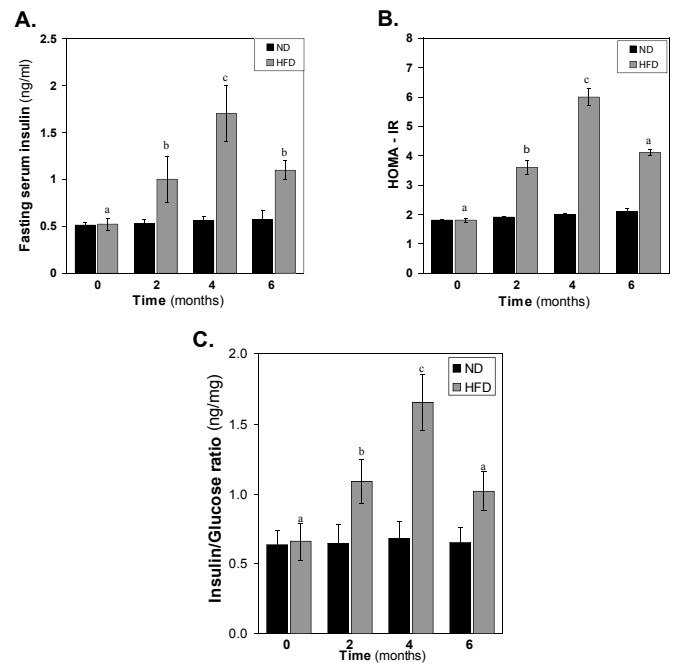 A.
Fasting serum insulin (ng/ml)
2.5
2
1.5
1
0.5
0
ND
HFD
a
b
c
b
0 2 4 6
Time (months)
B.
HOMA - IR
8
7
6
5
4
3
2
1
0
ND
HFD
a
b
c
a
0 2 4 6
Time (months)
C.
Insulin/Glucose ratio (ng/mg)
2.0
1.5
1.0
0.5
0.0
ND
HFD
a
b
c
a
0 2 4 6
Time (months)